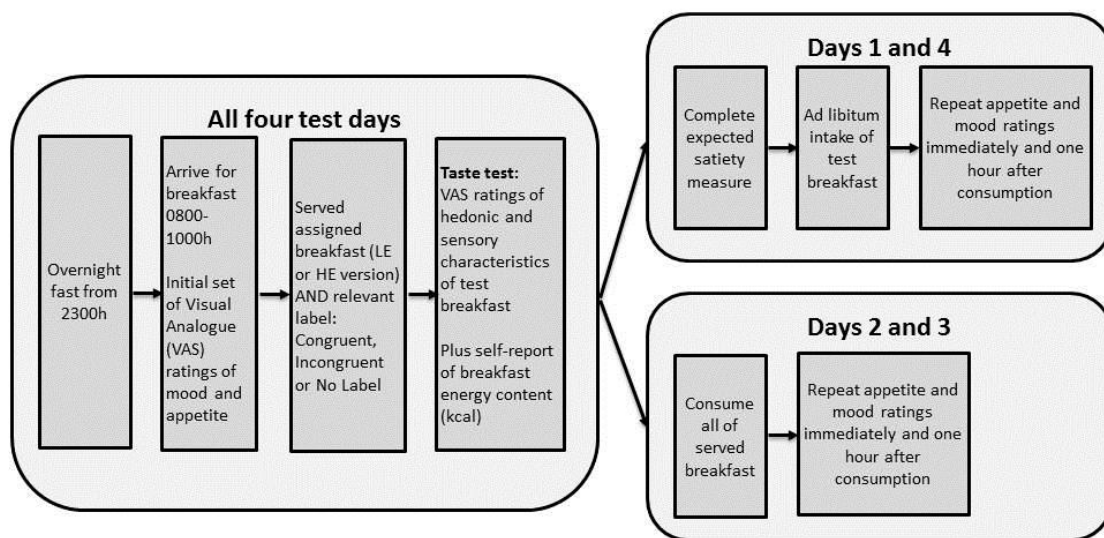 All four test days
Overnight
fast from
2300h
Arrive for
breakfast
0800-
1000h
Initial set
of Visual
Analogue
(VAS)
ratings of
mood and
appetite
Served
assigned
breakfast (LE
or HE version)
AND relevant
label:
Congruent,
Incongruent
or No Label
Taste test:
VAS ratings of
hedonic and
sensory
characteristics
of test
breakfast
Plus self-report
of breakfast
energy content
(kcal)
Days 1 and 4
Complete
expected
satiety
measure
Ad libitum
intake of
test
breakfast
Repeat appetite and
mood ratings
immediately and one
hour after
consumption
Days 2 and 3
Consume
all of
served
breakfast
Repeat appetite and
mood ratings
immediately and one
hour after
consumption